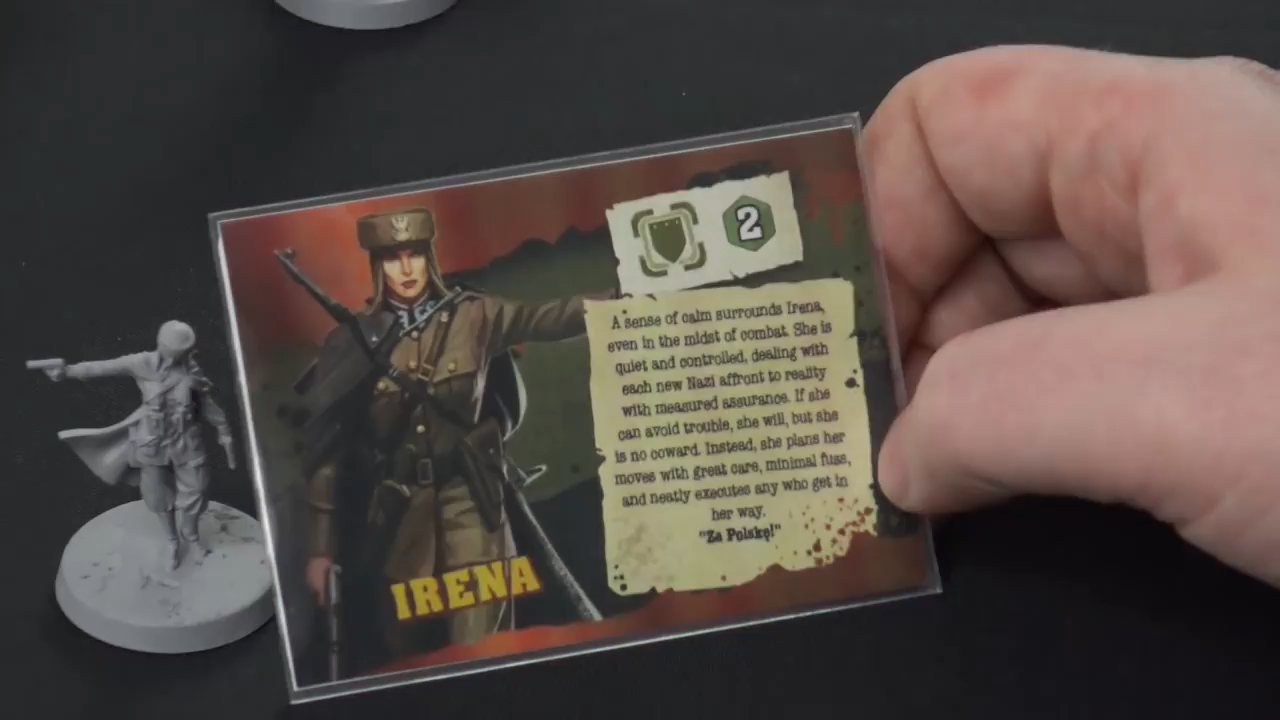 2
A sense of calm surrounds Irena,
even in the midst of combat. She is
quiet and controlled, dealing with
each new Nazi affront to reality
with measured assurance. If she
can avoid trouble, she will, but she
is no coward. Instead, she plans her
moves with great care, minimal fuss,
and neatly executes any who get in
her way.
"Za Polskę!"
IRENA